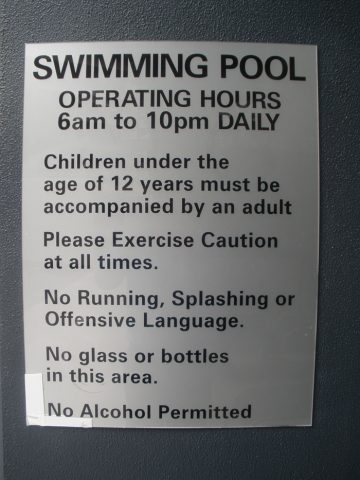 SWIMMING POOL
OPERATING HOURS
6am to 10pm DAILY
Children under the
age of 12 years must be
accompanied by an adult
Please Exercise Caution
at all times.
No Running, Splashing or
Offensive Language.
No glass or bottles
in this area.
No Alcohol Permitted